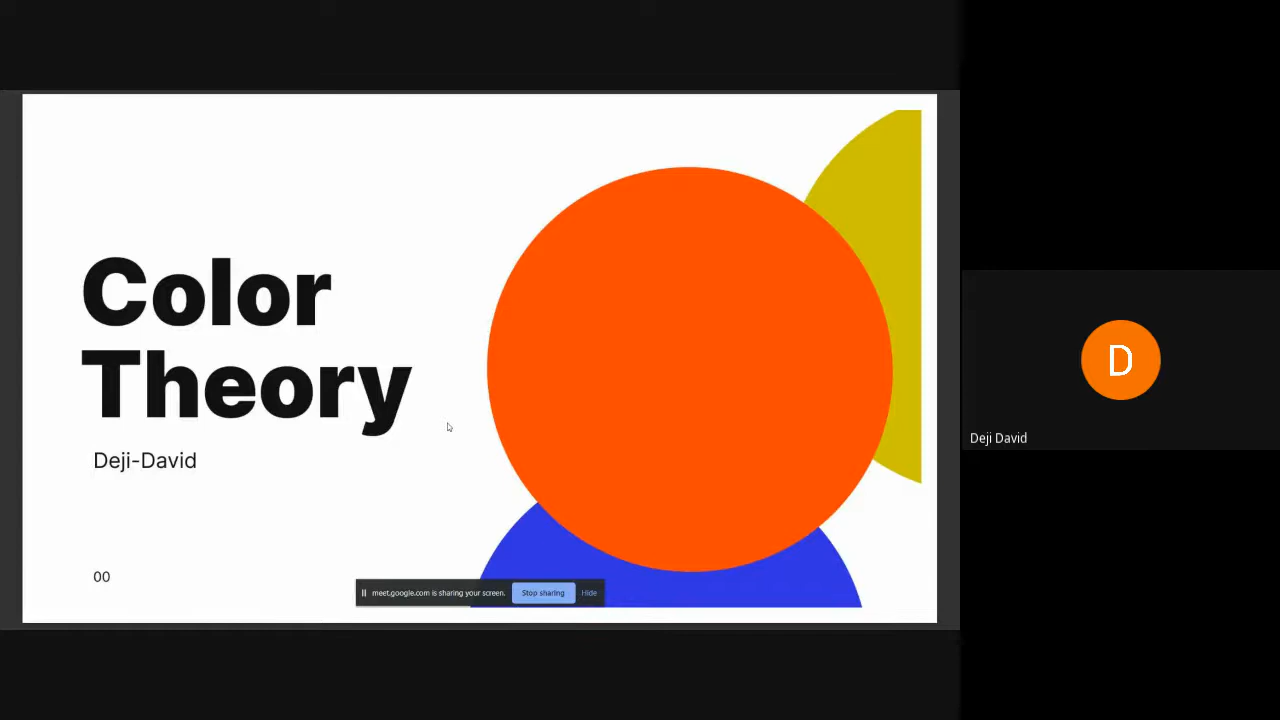 Color
Theory
Deji-David
00
meet.google.com is sharing your screen. Stop sharing Hide
D
Deji David